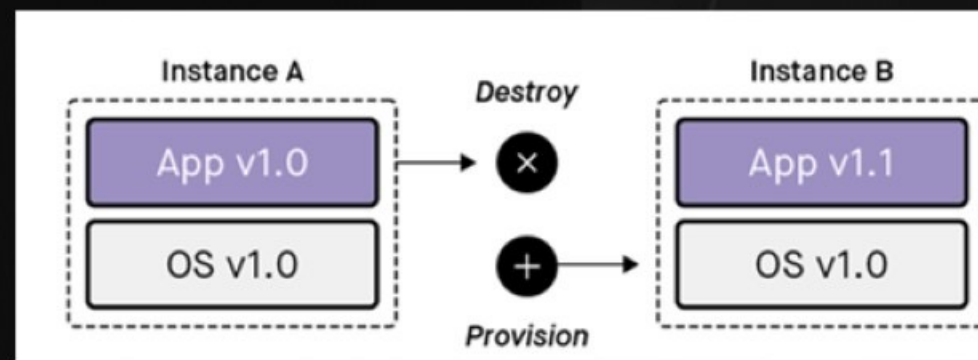 Instance A
Destroy
Instance B
App v1.0
App v1.1
OS v1.0
OS v1.0
Provision